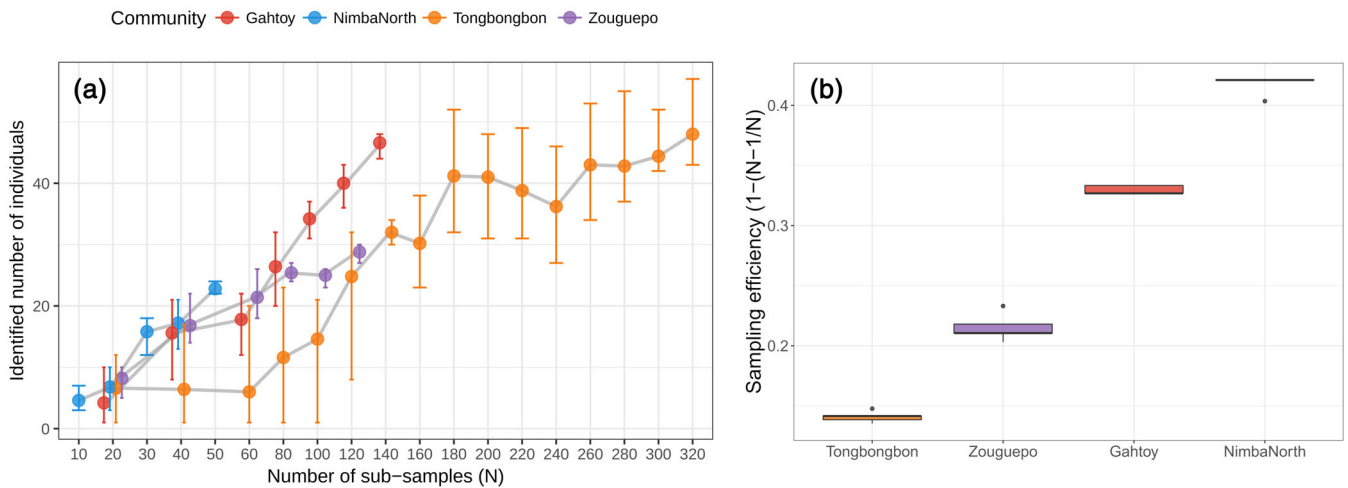 Community Gahtoy NimbaNorth Tongbongbon Zouguepo
(a)
Identified number of individuals
40
20
0
10 20 30 40 50 60 80 100 120 140 160 180 200 220 240 260 280 300 320
Number of sub−samples (N)
(b)
Sampling efficiency (1−(N−1/N)
0.4
0.3
0.2
Tongbongbon Zouguepo Gahtoy NimbaNorth